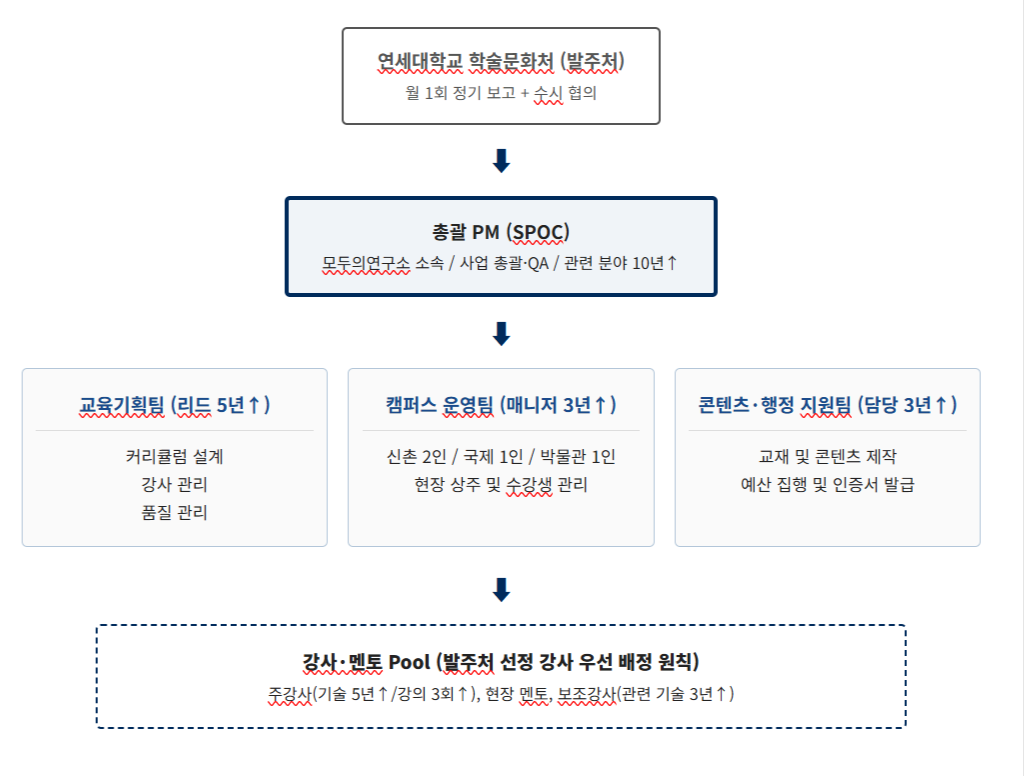 연세대학교 학술문화처 (발주처)
월 1회 정기 보고 + 수시 협의
총괄 PM (SPOC)
모두의연구소 소속 / 사업 총괄·QA / 관련 분야 10년↑
교육기획팀 (리드 5년↑)
커리큘럼 설계
강사 관리
품질 관리
캠퍼스 운영팀 (매니저 3년↑)
신촌 2인 / 국제 1인 / 박물관 1인
현장 상주 및 수강생 관리
콘텐츠·행정 지원팀 (담당 3년↑)
교재 및 콘텐츠 제작
예산 집행 및 인증서 발급
강사·멘토 Pool (발주처 선정 강사 우선 배정 원칙)
주강사(기술 5년↑/강의 3회↑), 현장 멘토, 보조강사(관련 기술 3년↑)